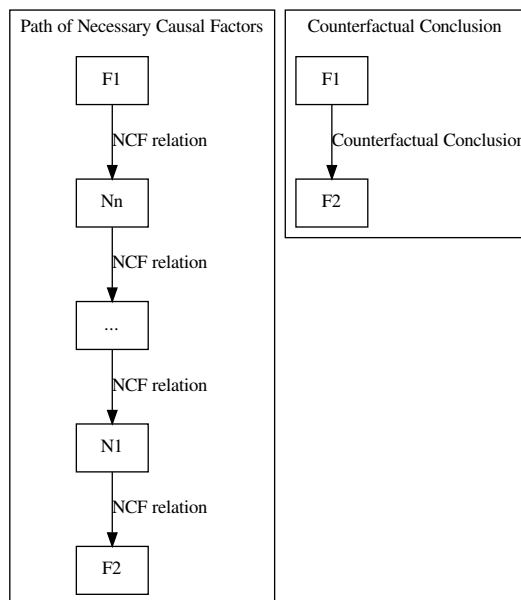 Path of Necessary Causal Factors
F1
NCF relation
Nn
NCF relation
...
NCF relation
N1
NCF relation
F2
Counterfactual Conclusion
F1
Counterfactual Conclusion
F2